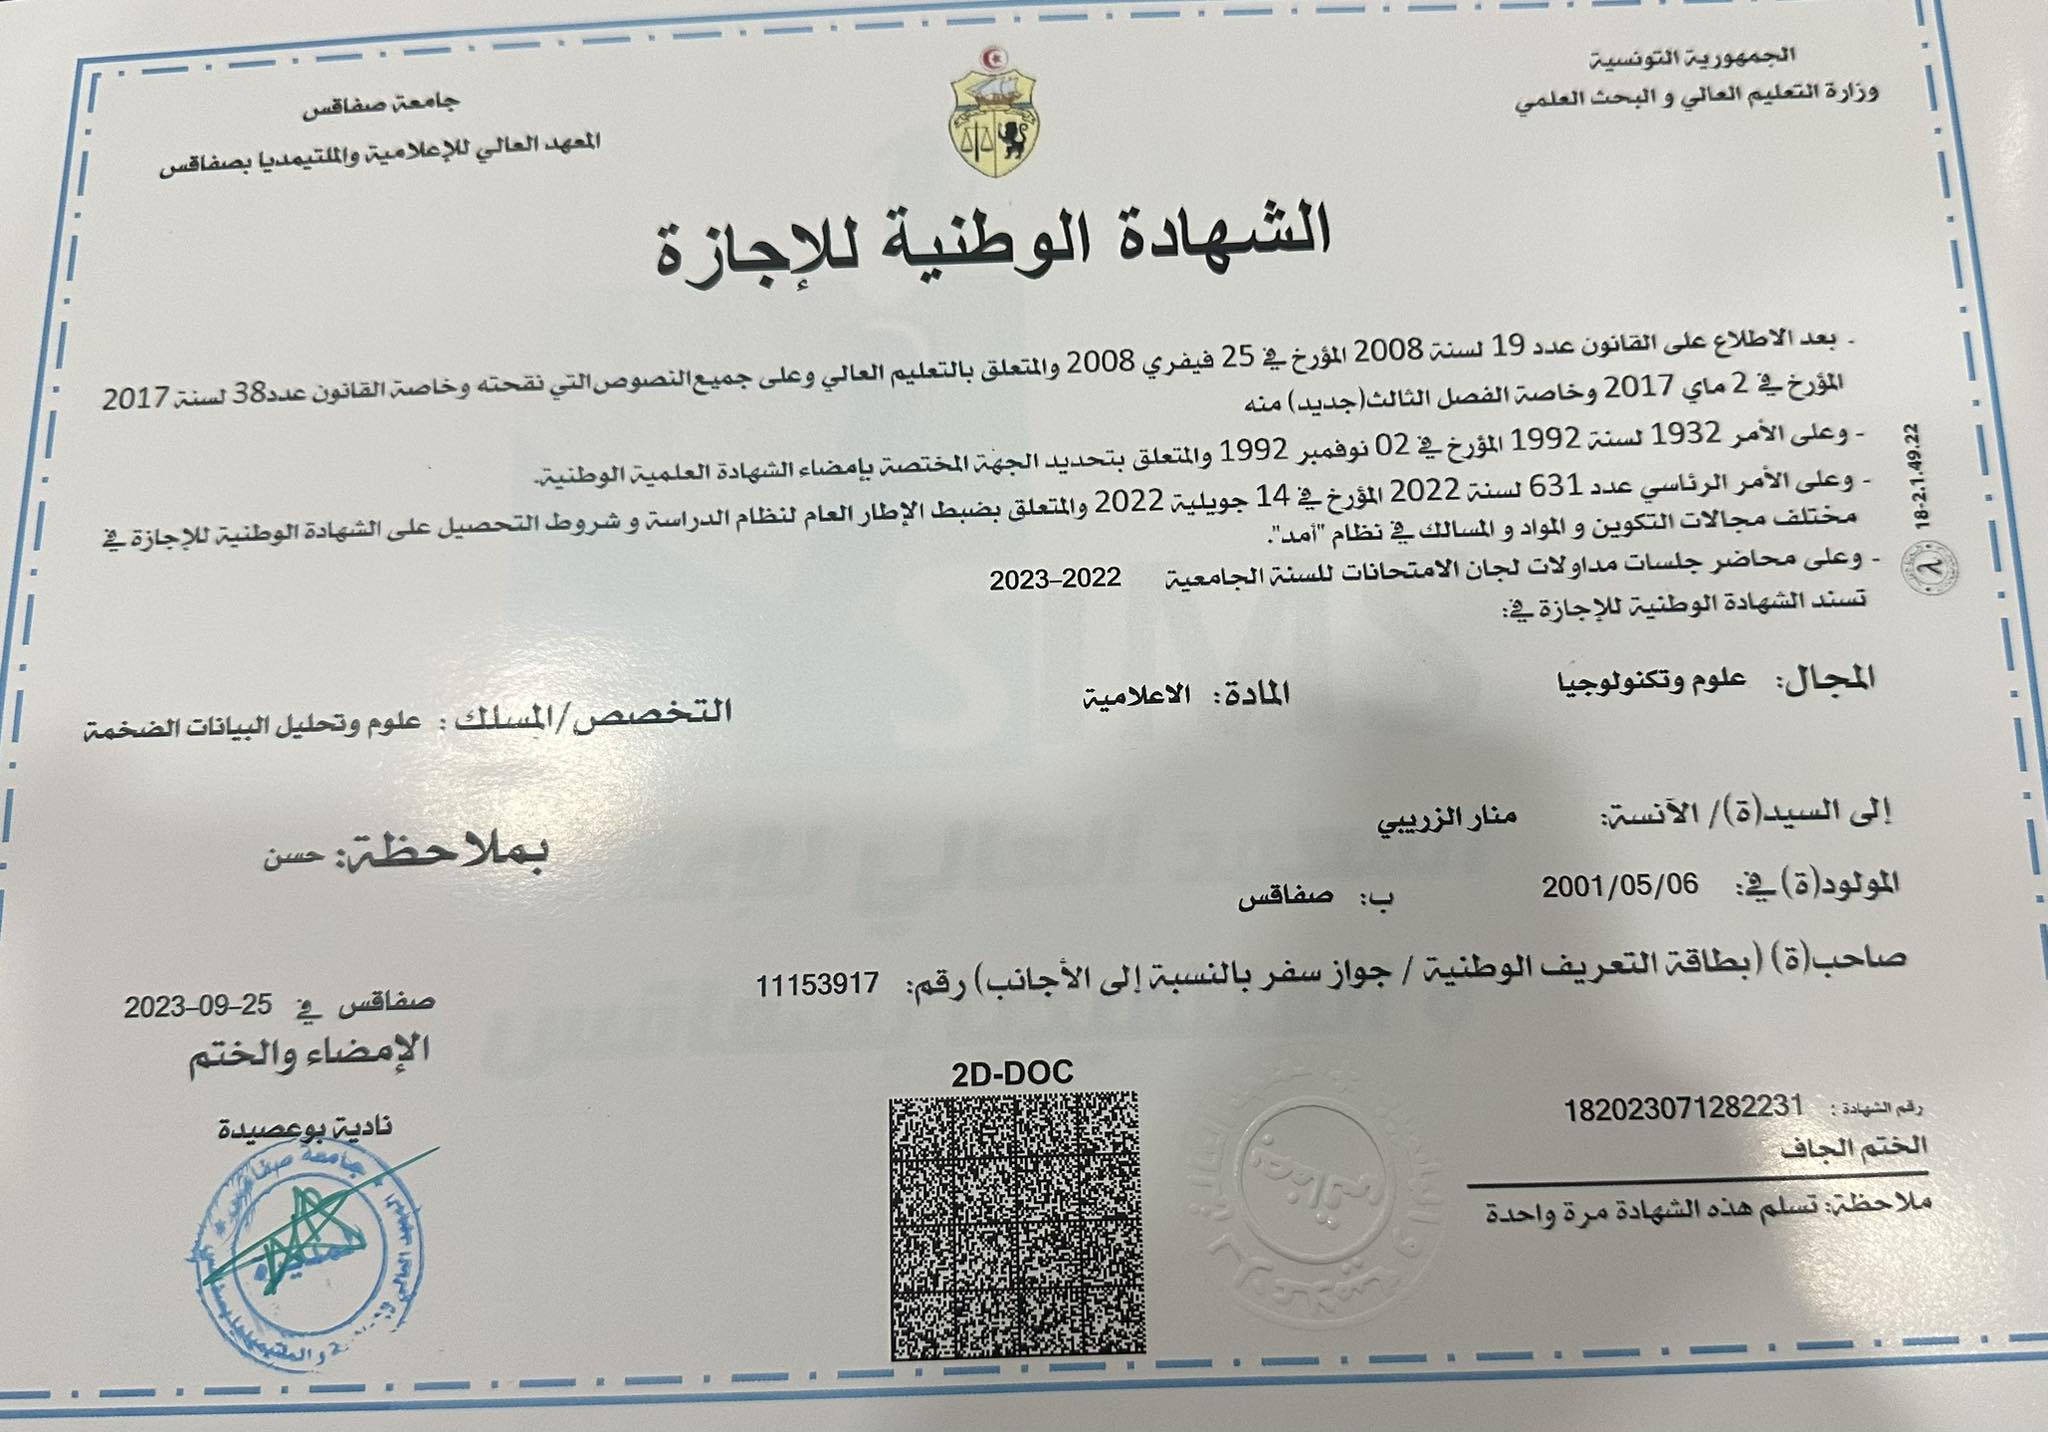 الجمهورية التونسية
وزارة التعليم العالي و البحث العلمي
جامعة صفاقس
المعهد العالي للإعلامية والملتيمديا بصفاقس
الشهادة الوطنية للإجازة
- بعد الاطلاع على القانون عدد 19 لسنة 2008 المؤرخ في 25 فيفري 2008 والمتعلق بالتعليم العالي وعلى جميع النصوص التي نقحته وخاصة القانون عدد38 لسنة 2017
المؤرخ في 2 ماي 2017 وخاصة الفصل الثالث(جديد) منه
- وعلى الأمر 1932 لسنة 1992 المؤرخ في 02 نوفمبر 1992 والمتعلق بتحديد الجهة المختصة بإمضاء الشهادة العلمية الوطنية.
- وعلى الأمر الرئاسي عدد 631 لسنة 2022 المؤرخ في 14 جويلية 2022 والمتعلق بضبط الإطار العام لنظام الدراسة و شروط التحصيل على الشهادة الوطنية للإجازة في
مختلف مجالات التكوين و المواد و المسالك في نظام "أمد".
- وعلى محاضر جلسات مداولات لجان الامتحانات للسنة الجامعية 2022-2023
تسند الشهادة الوطنية للإجازة في:
18-2.1.49.22
المجال: علوم وتكنولوجيا
المادة: الاعلامية
التخصص/المسلك: علوم وتحليل البيانات الضخمة
إلى السيد(ة)/ الآنسة: منار الزريبي
بملاحظة: حسن
المولود(ة) في: 2001/05/06 ب: صفاقس
صاحب(ة) (بطاقة التعريف الوطنية / جواز سفر بالنسبة إلى الأجانب) رقم: 11153917
صفاقس في 25-09-2023
الإمضاء والختم
نادية بوعصيدة
جامعة صفاقس
2D-DOC
رقم الشهادة: 182023071282231
الختم الجاف
ملاحظة: تسلم هذه الشهادة مرة واحدة